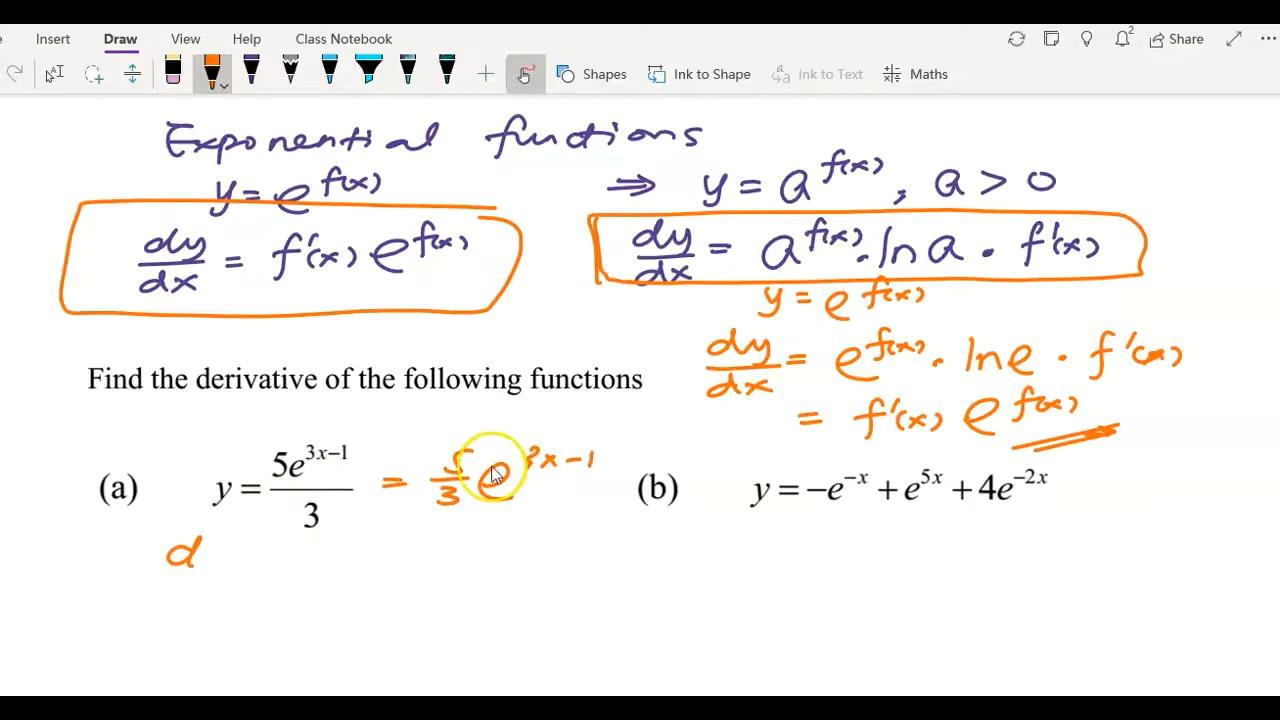 Insert Draw View Help Class Notebook 2 Share
Shapes Ink to Shape Ink to Text Maths
Exponential functions
y = e^f(x) ⇒ y = a^f(x), a > 0
dy/dx = f'(x) e^f(x) dy/dx = a^f(x) · ln a · f'(x)
y = e^f(x)
dy/dx = e^f(x) · ln e · f'(x)
= f'(x) e^f(x)
Find the derivative of the following functions
(a) y = 5e^(3x−1)/3 = 5/3 e^(3x−1) (b) y = −e^(−x) + e^(5x) + 4e^(−2x)
d